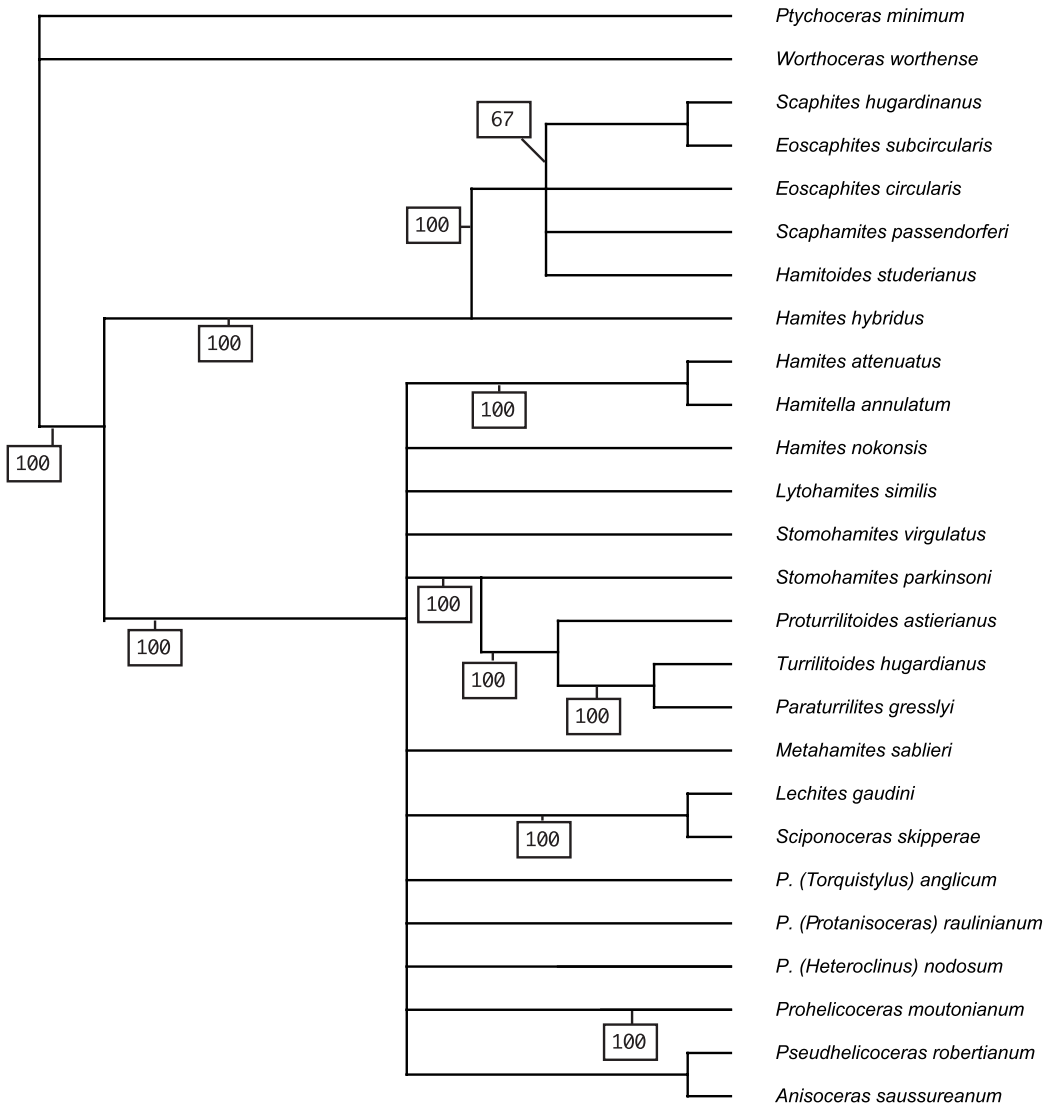 Ptychoceras minimum
Worthoceras worthense
Scaphites hugardinanus
67
Eoscaphites subcircularis
Eoscaphites circularis
100
Scaphamites passendorferi
Hamitoides studerianus
Hamites hybridus
100
Hamites attenuatus
100
Hamitella annulatum
Hamites nokonsis
100
Lytohamites similis
Stomohamites virgulatus
Stomohamites parkinsoni
100
Proturrilitoides astierianus
100
Turrilitoides hugardianus
100
Paraturrilites gresslyi
100
Metahamites sablieri
Lechites gaudini
100
Sciponoceras skipperae
P. (Torquistylus) anglicum
P. (Protanisoceras) raulinianum
P. (Heteroclinus) nodosum
Prohelicoceras moutonianum
100
Pseudhelicoceras robertianum
Anisoceras saussureanum